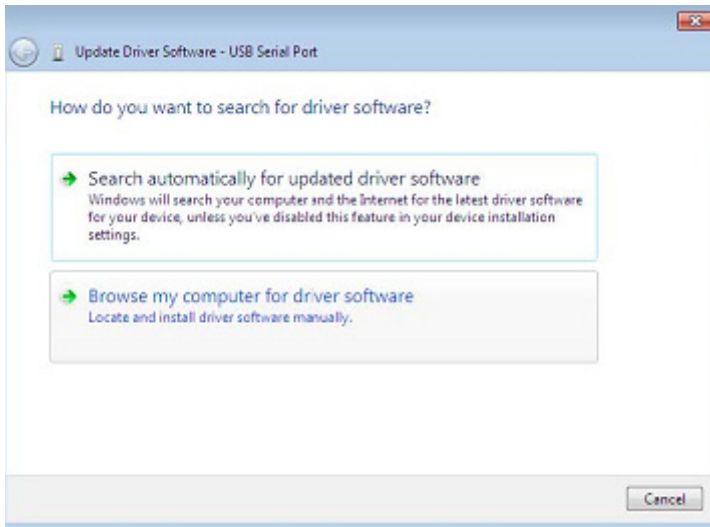 Update Driver Software - USB Serial Port
How do you want to search for driver software?
Search automatically for updated driver software
Windows will search your computer and the Internet for the latest driver software
for your device, unless you've disabled this feature in your device installation
settings.
Browse my computer for driver software
Locate and install driver software manually.
Cancel